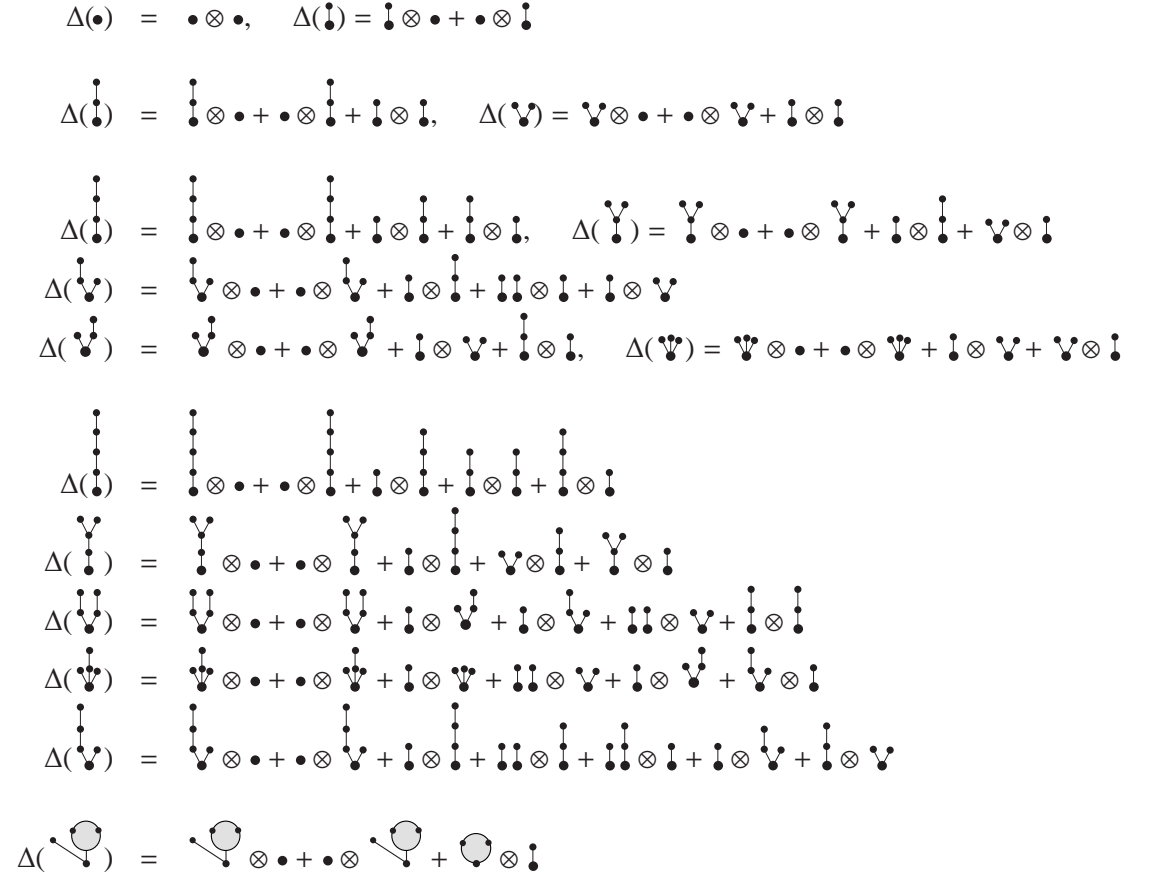 Δ(•) = • ⊗ •, Δ( ) = ⊗ • + • ⊗
Δ( ) = ⊗ • + • ⊗ + ⊗ , Δ( ) = ⊗ • + • ⊗ + ⊗
Δ( ) = ⊗ • + • ⊗ + ⊗ + ⊗ , Δ( ) = ⊗ • + • ⊗ + ⊗ + ⊗
Δ( ) = ⊗ • + • ⊗ + ⊗ + ⊗ + ⊗
Δ( ) = ⊗ • + • ⊗ + ⊗ + ⊗ , Δ( ) = ⊗ • + • ⊗ + ⊗ + ⊗
Δ( ) = ⊗ • + • ⊗ + ⊗ + ⊗ + ⊗
Δ( ) = ⊗ • + • ⊗ + ⊗ + ⊗ + ⊗
Δ( ) = ⊗ • + • ⊗ + ⊗ + ⊗ + ⊗ + ⊗
Δ( ) = ⊗ • + • ⊗ + ⊗ + ⊗ + ⊗ + ⊗
Δ( ) = ⊗ • + • ⊗ + ⊗ + ⊗ + ⊗ + ⊗ + ⊗
Δ( ) = ⊗ • + • ⊗ + ⊗